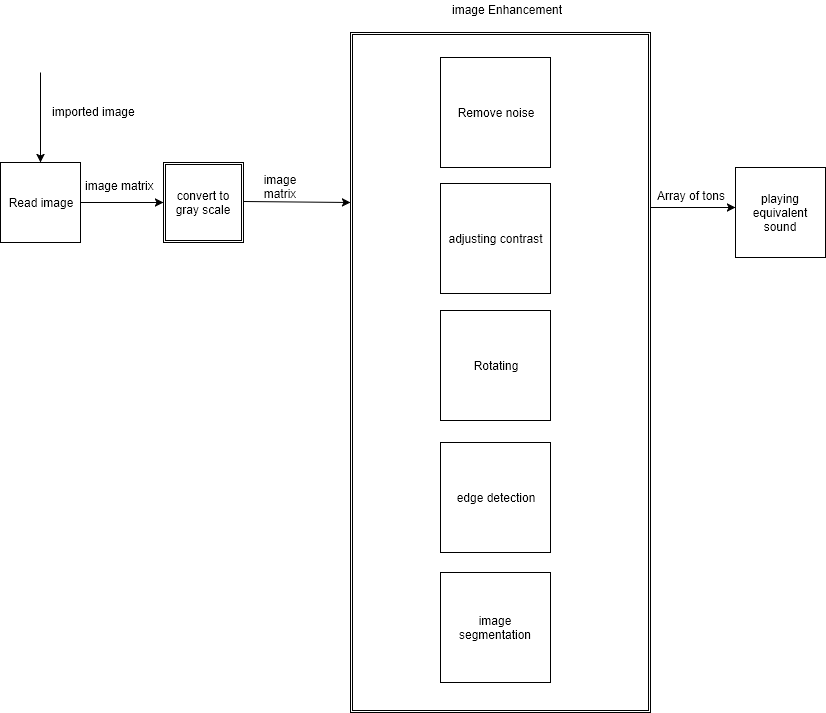 image Enhancement
imported image
Read image
image matrix
convert to
gray scale
image
matrix
Remove noise
adjusting contrast
Rotating
edge detection
image
segmentation
Array of tons
playing
equivalent
sound